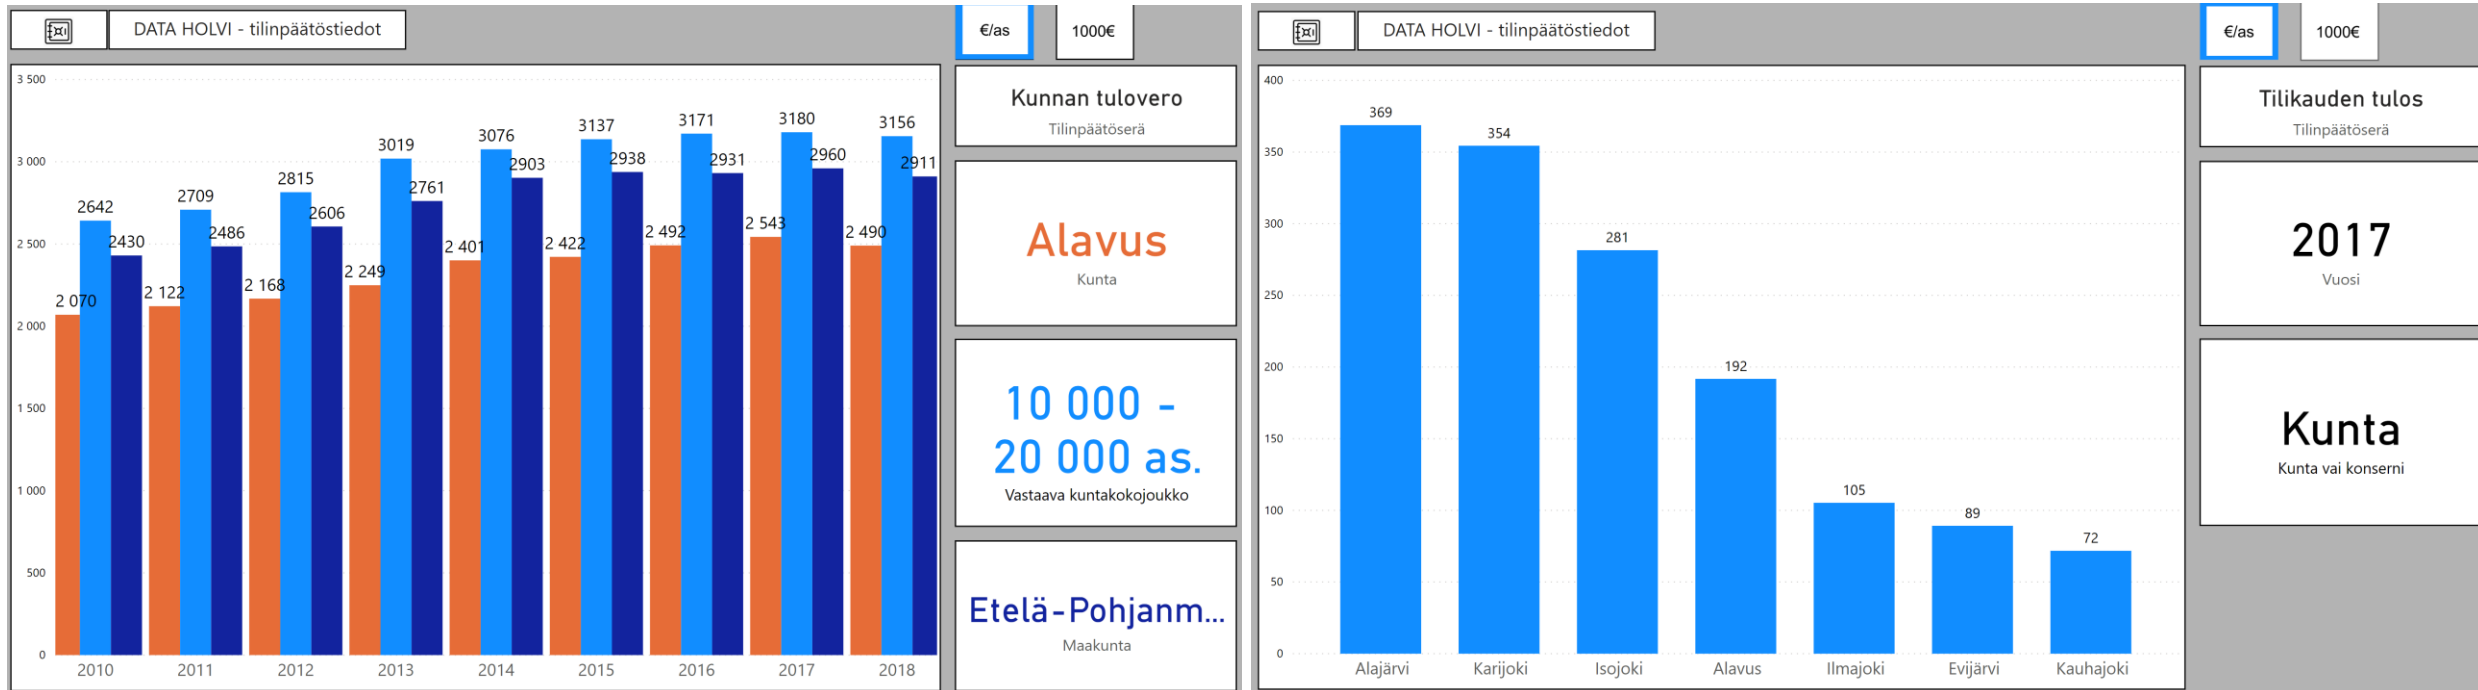 DATA HOLVI - tilinpäätöstiedot
€/as
1000€
3 500
3 000
2 500
2 000
1 500
1 000
500
0
2 070
2642
2430
2 122
2709
2486
2 168
2815
2606
2 249
3019
2761
2 401
3076
2903
2 422
3137
2938
2 492
3171
2931
2 543
3180
2960
2 490
3156
2911
2010
2011
2012
2013
2014
2015
2016
2017
2018
Kunnan tulovero
Tilinpäätöserä
Alavus
Kunta
10 000 -
20 000 as.
Vastaava kuntakokojoukko
Etelä-Pohjanm...
Maakunta
DATA HOLVI - tilinpäätöstiedot
€/as
1000€
400
350
300
250
200
150
100
50
0
369
354
281
192
105
89
72
Alajärvi
Karijoki
Isojoki
Alavus
Ilmajoki
Evijärvi
Kauhajoki
Tilikauden tulos
Tilinpäätöserä
2017
Vuosi
Kunta
Kunta vai konserni